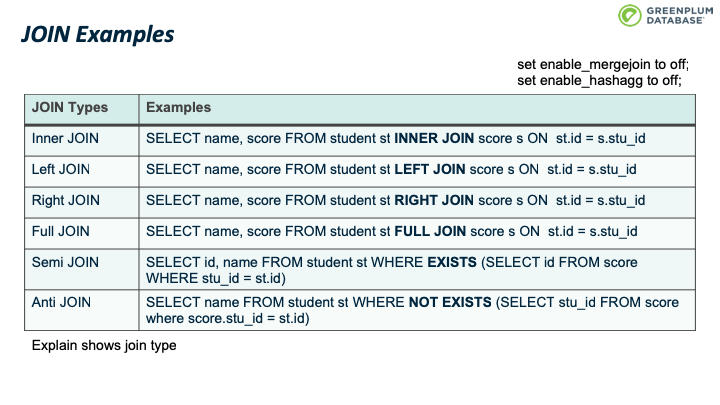 GREENPLUM
DATABASE®
JOIN Examples
set enable_mergejoin to off;
set enable_hashagg to off;
JOIN Types Examples
Inner JOIN SELECT name, score FROM student st INNER JOIN score s ON st.id = s.stu_id
Left JOIN SELECT name, score FROM student st LEFT JOIN score s ON st.id = s.stu_id
Right JOIN SELECT name, score FROM student st RIGHT JOIN score s ON st.id = s.stu_id
Full JOIN SELECT name, score FROM student st FULL JOIN score s ON st.id = s.stu_id
Semi JOIN SELECT id, name FROM student st WHERE EXISTS (SELECT id FROM score
WHERE stu_id = st.id)
Anti JOIN SELECT name FROM student st WHERE NOT EXISTS (SELECT stu_id FROM score
where score.stu_id = st.id)
Explain shows join type